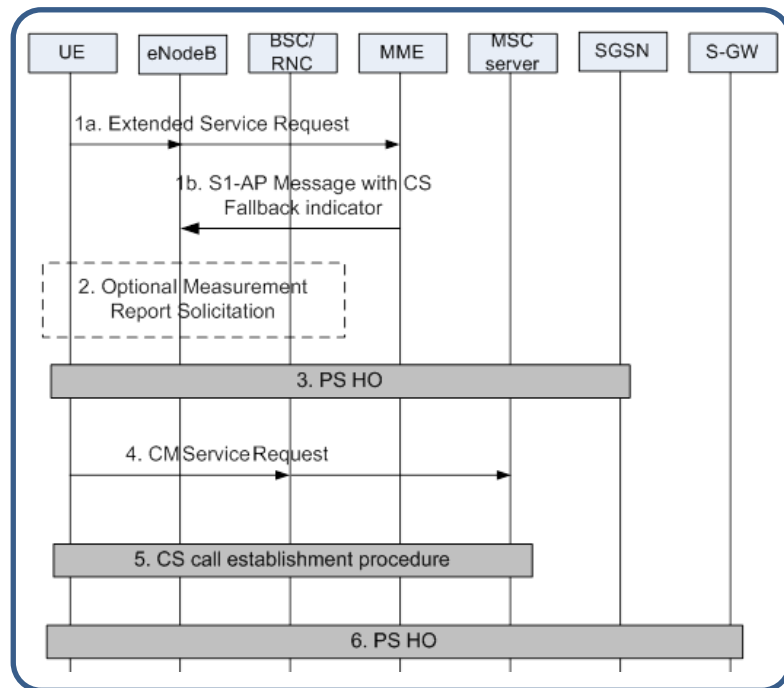 UE
eNodeB
BSC/
RNC
MME
MSC
server
SGSN
S-GW
1a. Extended Service Request
1b. S1-AP Message with CS
Fallback indicator
2. Optional Measurement
Report Solicitation
3. PS HO
4. CM Service Request
5. CS call establishment procedure
6. PS HO